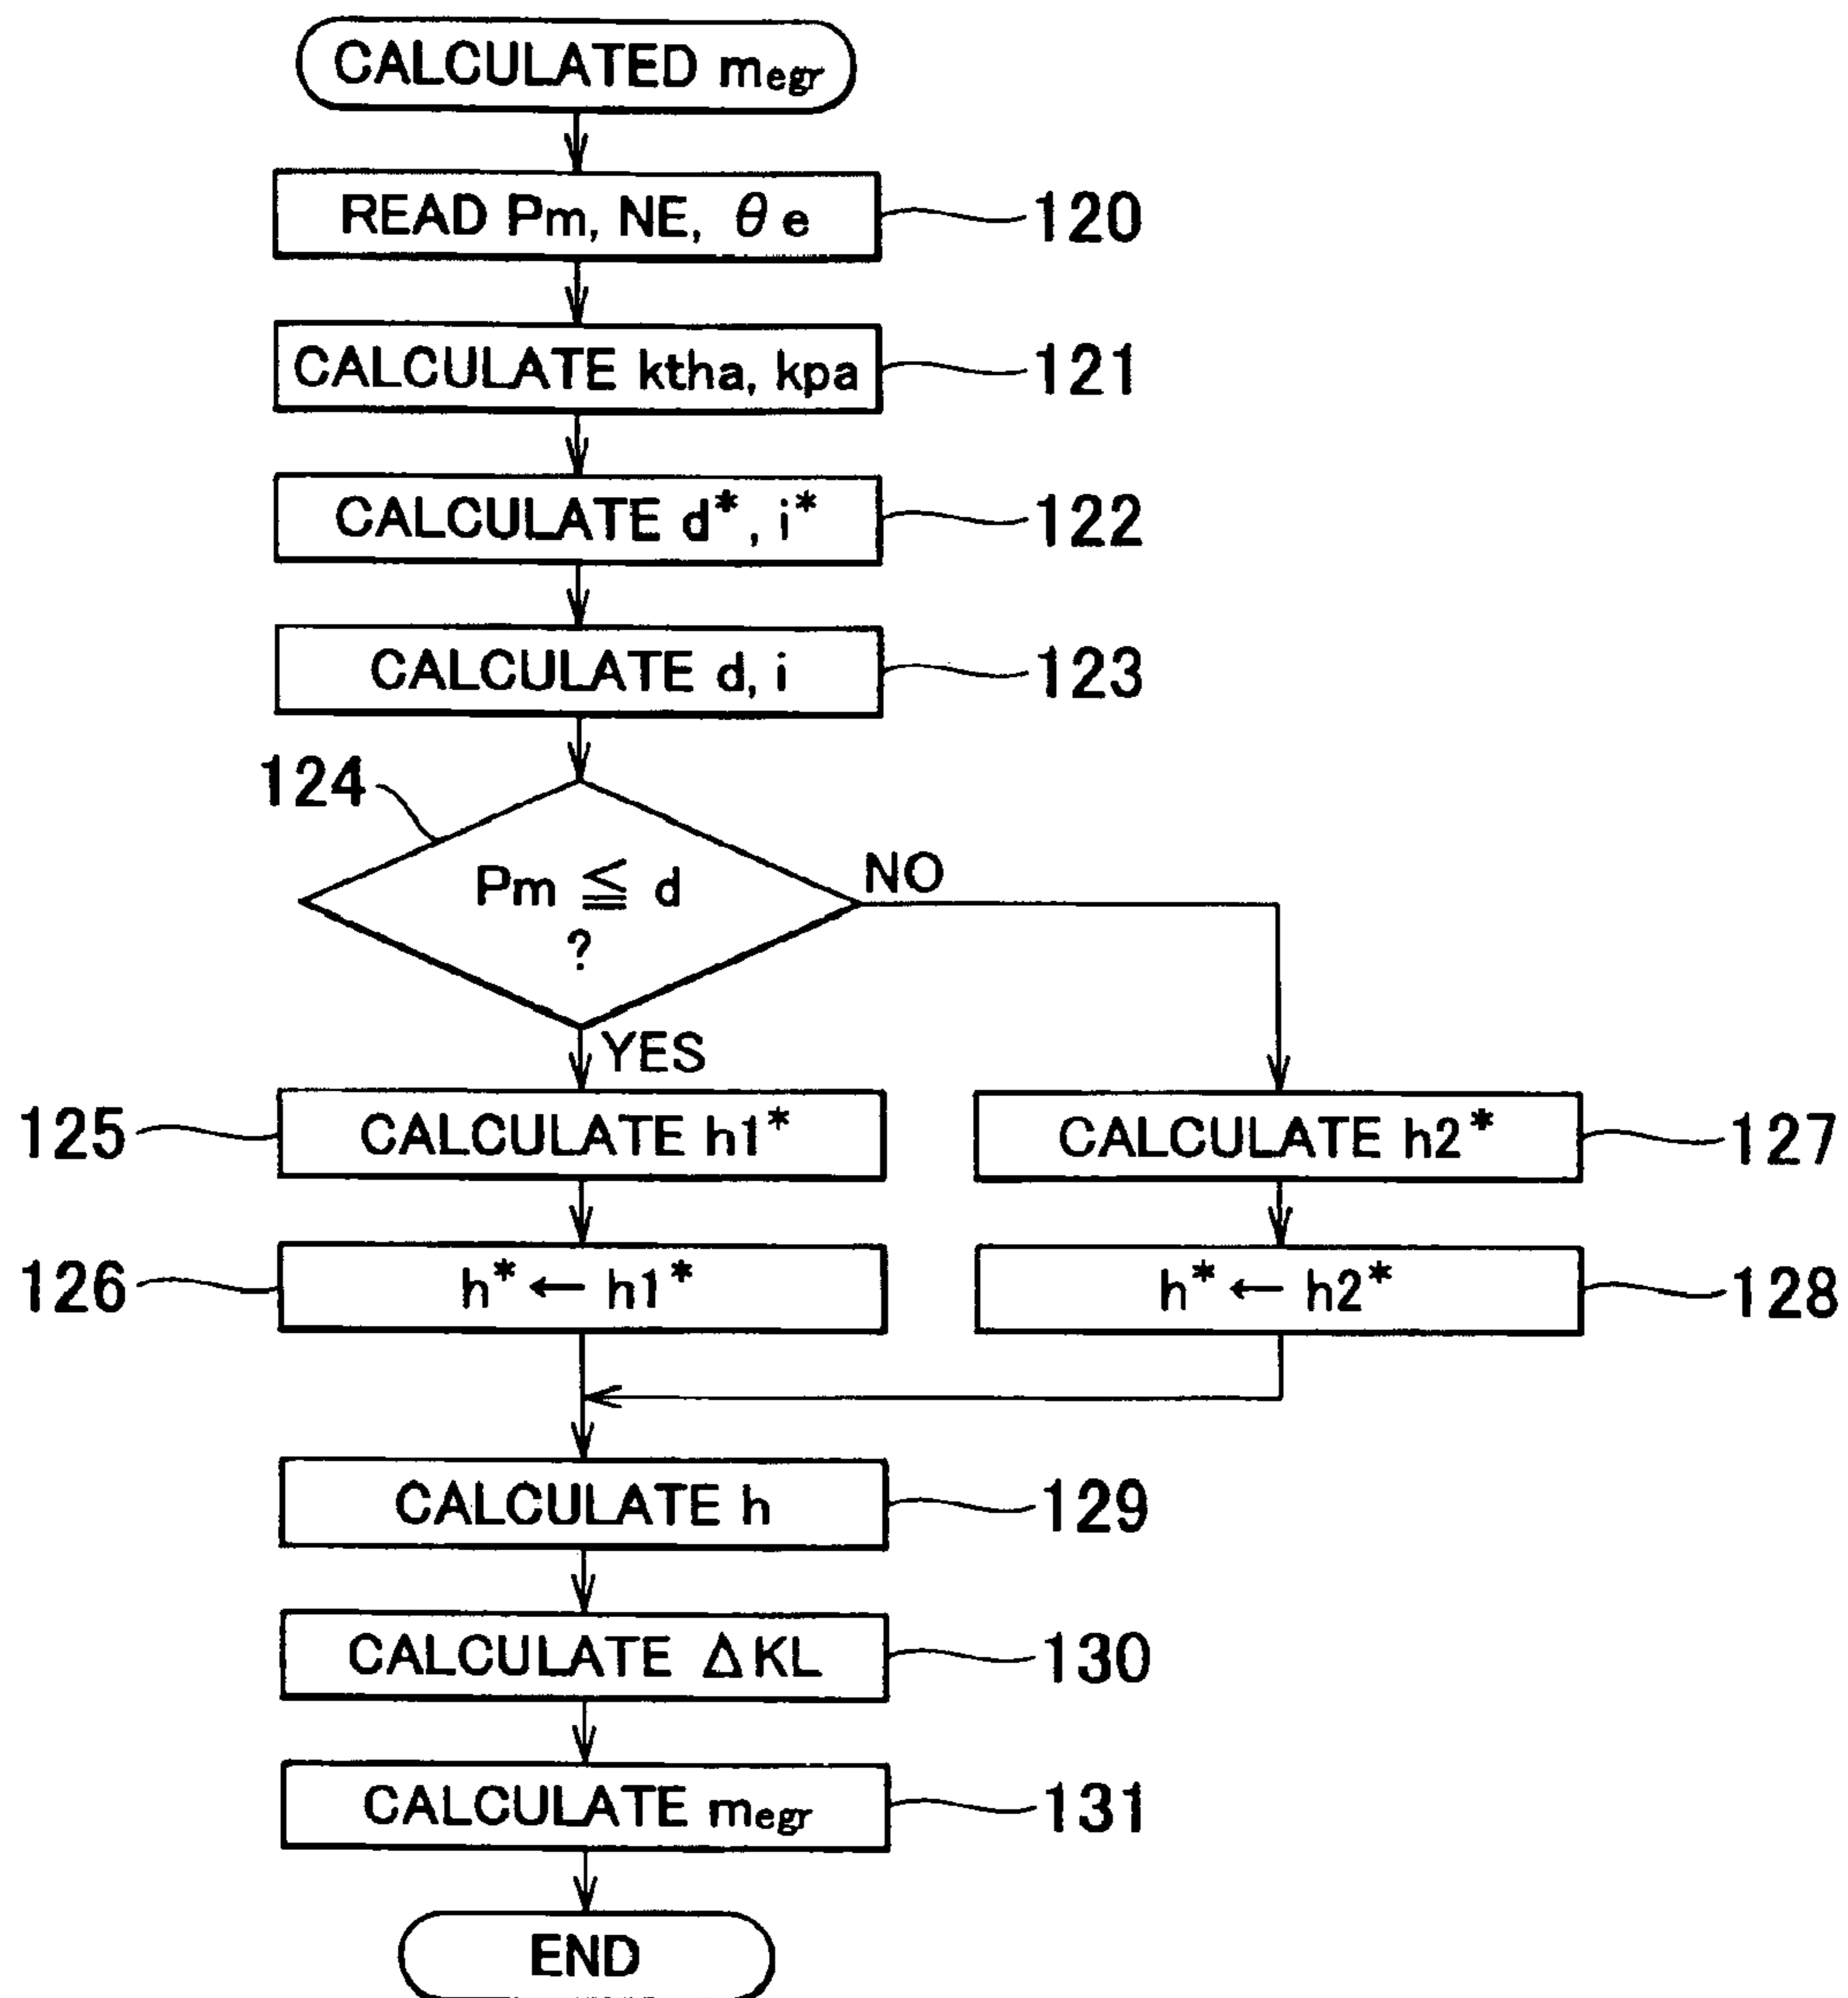 CALCULATED megr
READ Pm, NE, θe
120
CALCULATE ktha, kpa
121
CALCULATE d*, i*
122
CALCULATE d, i
123
124
Pm ≦ d
?
NO
YES
125
CALCULATE h1*
CALCULATE h2*
127
126
h* ← h1*
h* ← h2*
128
CALCULATE h
129
CALCULATE ΔKL
130
CALCULATE megr
131
END